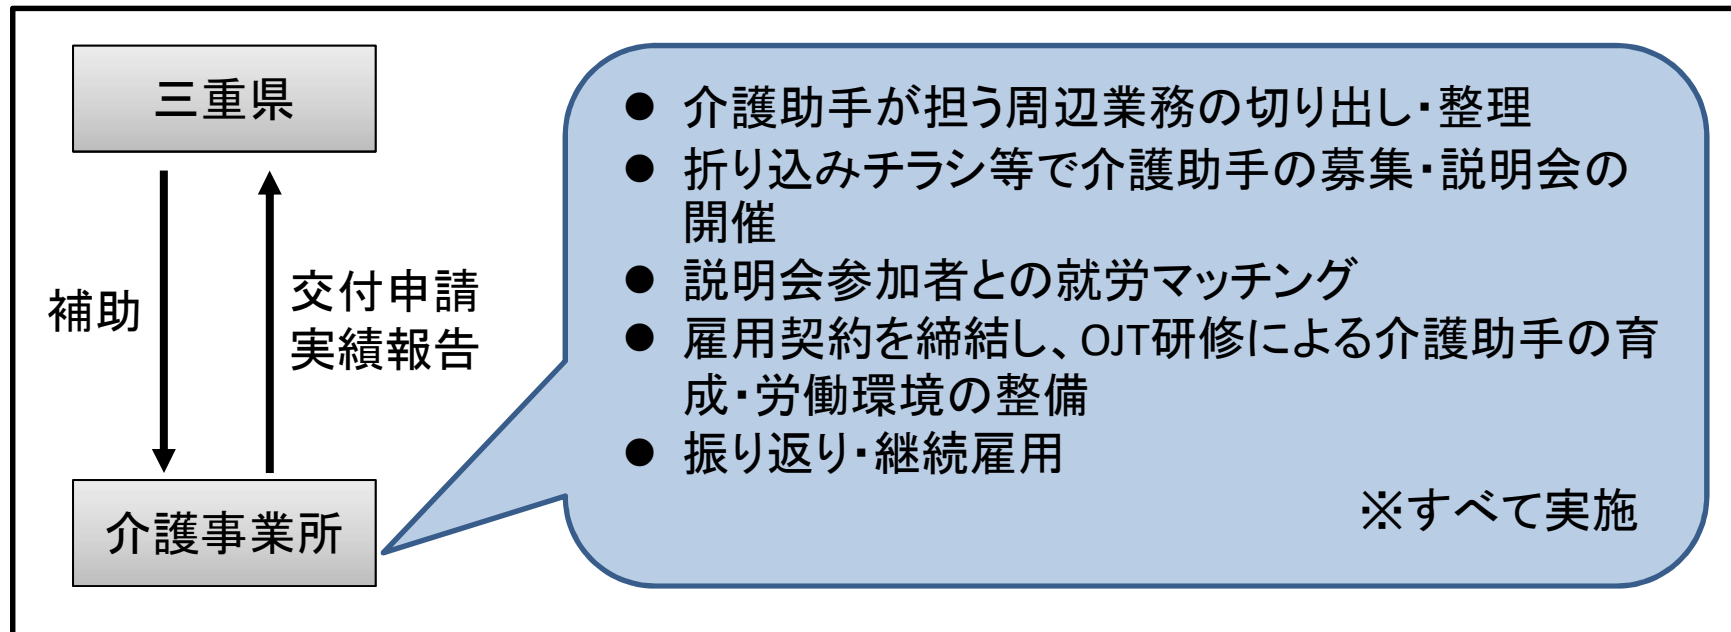 三重県
補助
交付申請
実績報告
介護事業所
● 介護助手が担う周辺業務の切り出し・整理
● 折り込みチラシ等で介護助手の募集・説明会の
開催
● 説明会参加者との就労マッチング
● 雇用契約を締結し、OJT研修による介護助手の育
成・労働環境の整備
● 振り返り・継続雇用
※すべて実施